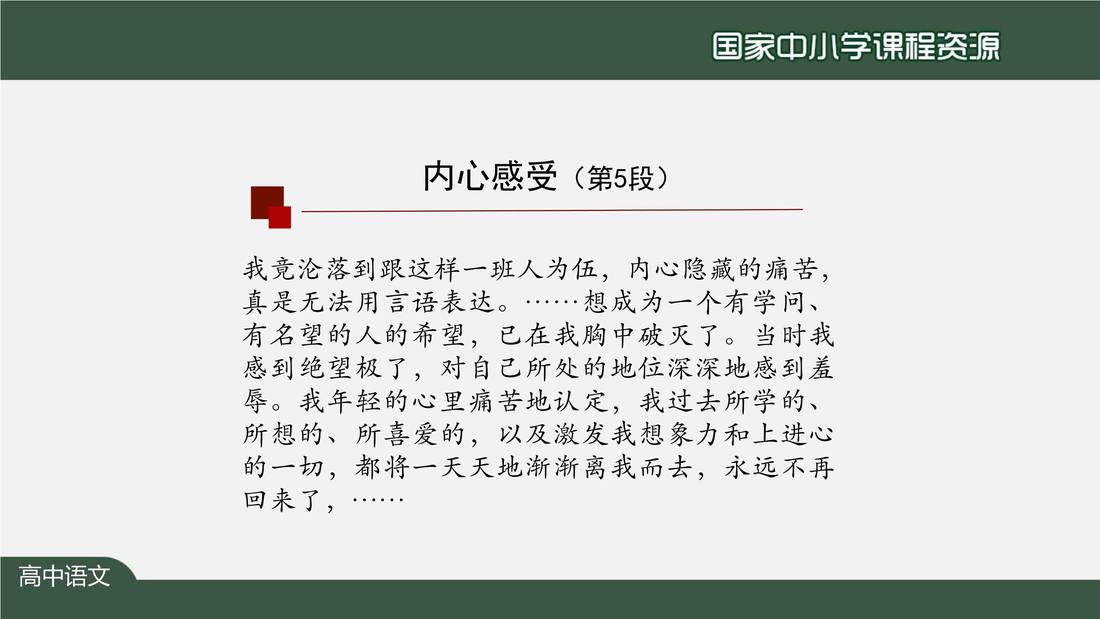 国家中小学课程资源
内心感受（第5段）
我竟沦落到跟这样一班人为伍，内心隐藏的痛苦，
真是无法用言语表达。……想成为一个有学问、
有名望的人的希望，已在我胸中破灭了。当时我
感到绝望极了，对自己所处的地位深深地感到羞
辱。我年轻的心里痛苦地认定，我过去所学的、
所想的、所喜爱的，以及激发我想象力和上进心
的一切，都将一天天地渐渐离我而去，永远不再
回来了，……
高中语文